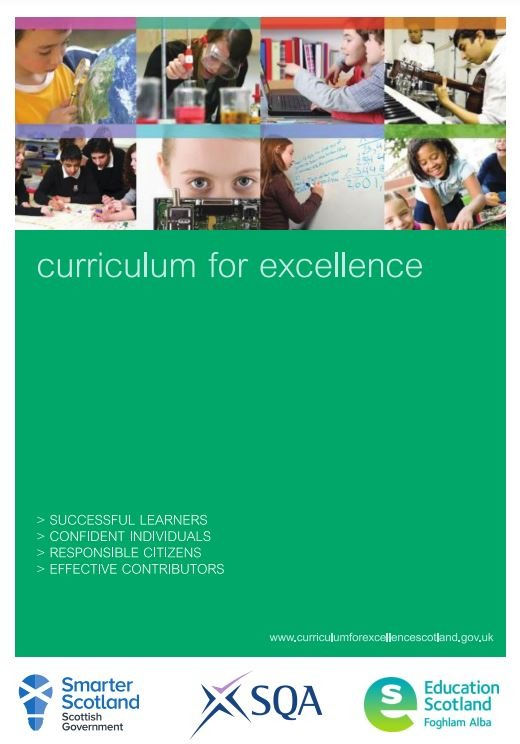 curriculum for excellence
> SUCCESSFUL LEARNERS
> CONFIDENT INDIVIDUALS
> RESPONSIBLE CITIZENS
> EFFECTIVE CONTRIBUTORS
www.curriculumforexcellencescotland.gov.uk
Smarter
Scotland
Scottish
Government
SQA
Education
Scotland
Foghlam Alba